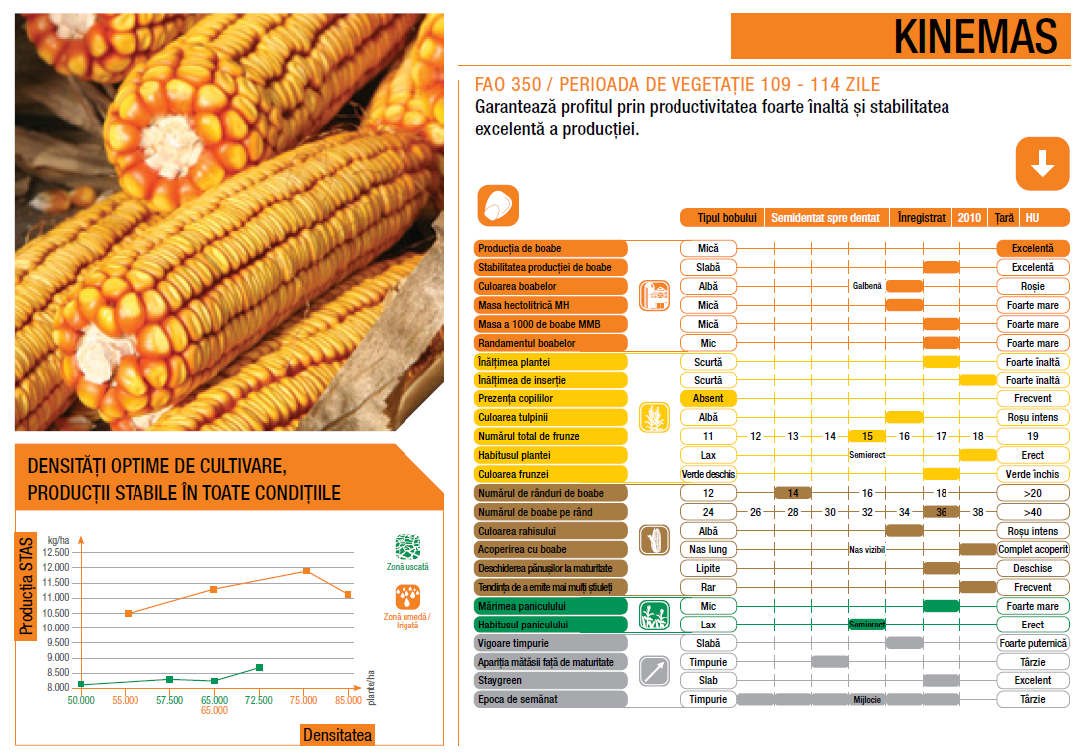 KINEMAS
FAO 350 / PERIOADA DE VEGETAȚIE 109 - 114 ZILE
Garantează profitul prin productivitatea foarte înaltă și stabilitatea
excelentă a producției.
Tipul bobului Semidentat spre dentat Înregistrat 2010 Țară HU
Producția de boabe Mică Excelentă
Stabilitatea producției de boabe Slabă Excelentă
Culoarea boabelor Albă Galbenă Roșie
Masa hectolitrică MH Mică Foarte mare
Masa a 1000 de boabe MMB Mică Foarte mare
Randamentul boabelor Mic Foarte mare
Înălțimea plantei Scurtă Foarte înaltă
Înălțimea de inserție Scurtă Foarte înaltă
Prezența copililor Absent Frecvent
Culoarea tulpinii Albă Roșu intens
Numărul total de frunze 11 12 13 14 15 16 17 18 19
Habitusul plantei Lax Semierect Erect
Culoarea frunzei Verde deschis Verde închis
Numărul de rânduri de boabe 12 14 16 18 >20
Numărul de boabe pe rând 24 26 28 30 32 34 36 38 >40
Culoarea rahisului Albă Roșu intens
Acoperirea cu boabe Nas lung Nas vizibil Complet acoperit
Deschiderea pănușilor la maturitate Lipite Deschise
Tendința de a emite mai mulți știuleți Rar Frecvent
Mărimea paniculului Mic Foarte mare
Habitusul paniculului Lax Semierect Erect
Vigoare timpurie Slabă Foarte puternică
Apariția mătăsii față de maturitate Timpurie Târzie
Staygreen Slab Excelent
Epoca de semănat Timpurie Mijlocie Târzie
DENSITĂȚI OPTIME DE CULTIVARE,
PRODUCȚII STABILE ÎN TOATE CONDIȚIILE
Producția STAS
kg/ha
12.500
12.000
11.500
11.000
10.500
10.000
9.500
9.000
8.500
8.000
50.000 55.000 57.500 65.000 72.500 75.000 85.000
65.000
plante/ha
Zonă uscată
Zonă umedă /
Irigată
Densitatea